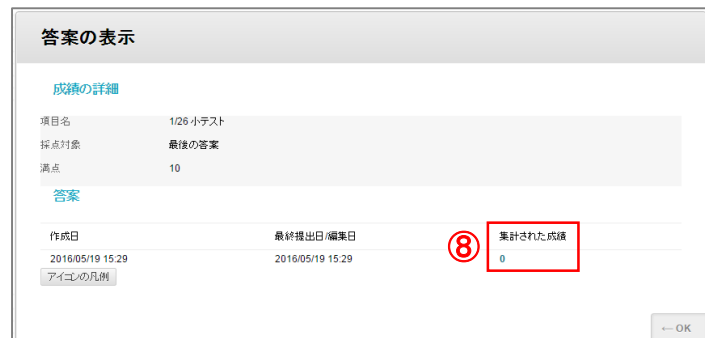 答案の表示
成績の詳細
項目名 1/26 小テスト
採点対象 最後の答案
満点 10
答案
作成日 最終提出日/編集日 集計された成績
⑧
2016/05/19 15:29 2016/05/19 15:29 0
アイコンの凡例
←OK